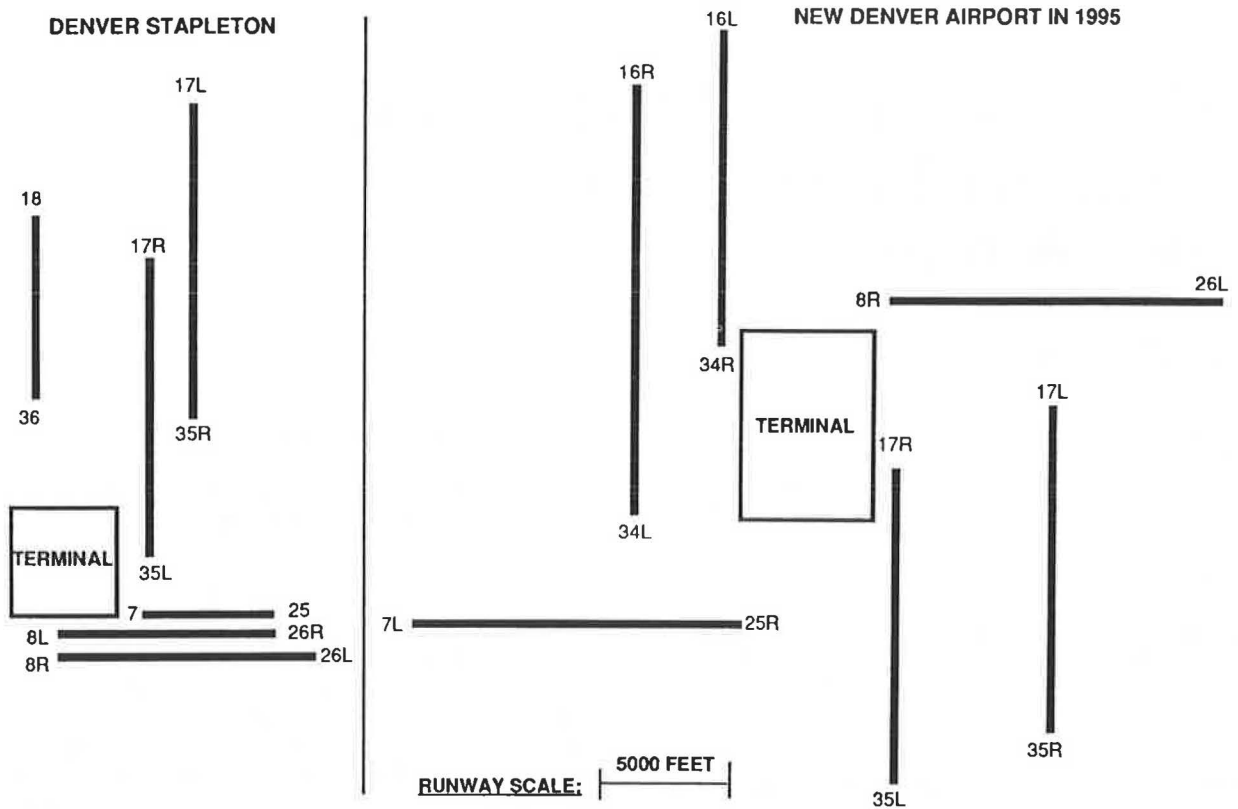 DENVER STAPLETON
17L
18
17R
36
35R
TERMINAL
35L
7
25
8L
26R
8R
26L
NEW DENVER AIRPORT IN 1995
16L
16R
26L
8R
34R
17L
TERMINAL
17R
34L
7L
25R
35R
RUNWAY SCALE:
5000 FEET
35L